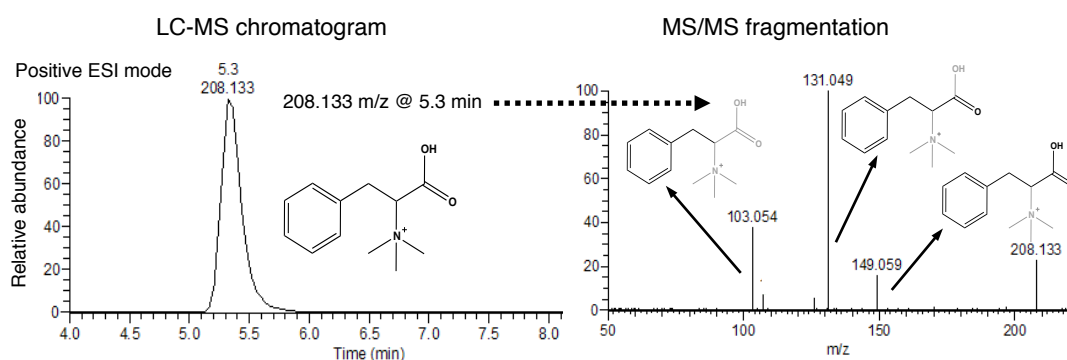 LC-MS chromatogram
MS/MS fragmentation
Positive ESI mode
5.3
208.133
208.133 m/z @ 5.3 min
Relative abundance
100
80
60
40
20
0
4.0 4.5 5.0 5.5 6.0 6.5 7.0 7.5 8.0
Time (min)
OH
O
N+
100
80
60
40
20
0
131.049
103.054
149.059
208.133
OH
O
N+
OH
O
N+
OH
N+
50 100 150 200
m/z